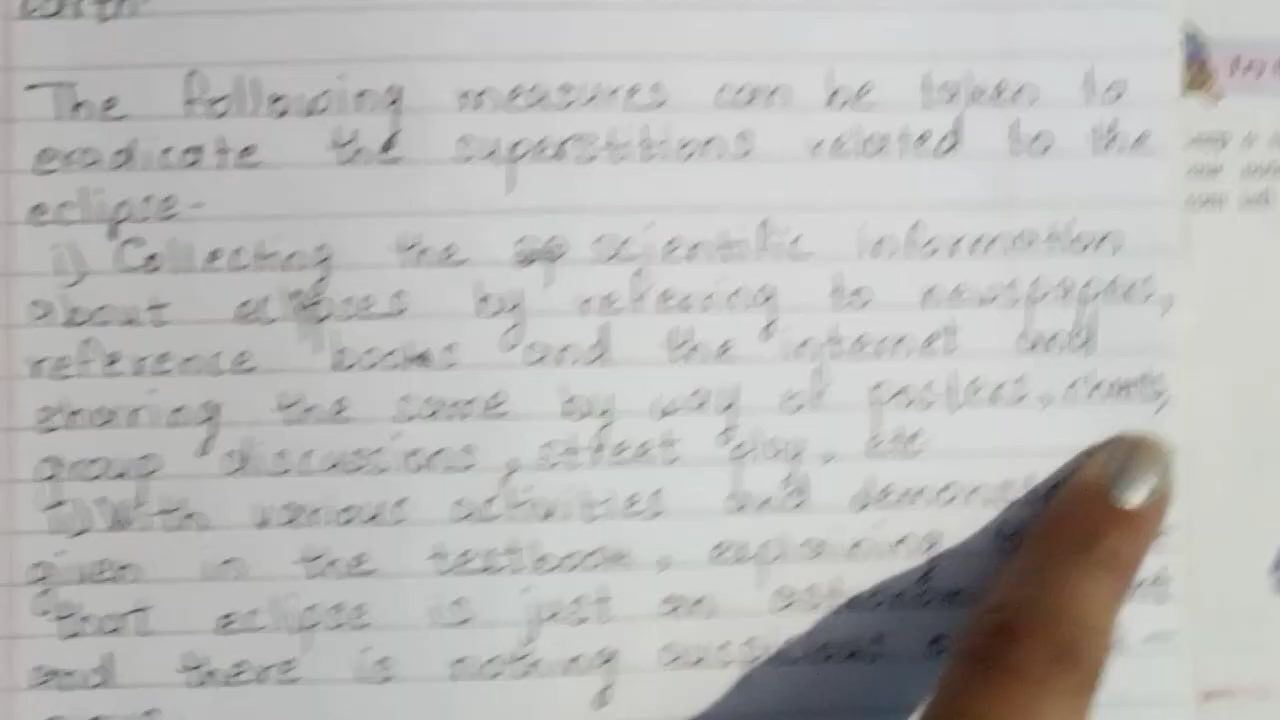 The following measures can be taken to
eradicate the superstitions related to the
eclipse-
i) Collecting the scientific information
about eclipses by refering to newspapers,
reference books and the internet and
sharing the same by way of posters, charts,
group discussions, street play, etc
ii) With various activities and
given in the textbook, explaining
that eclipse is just an
and there is nothing